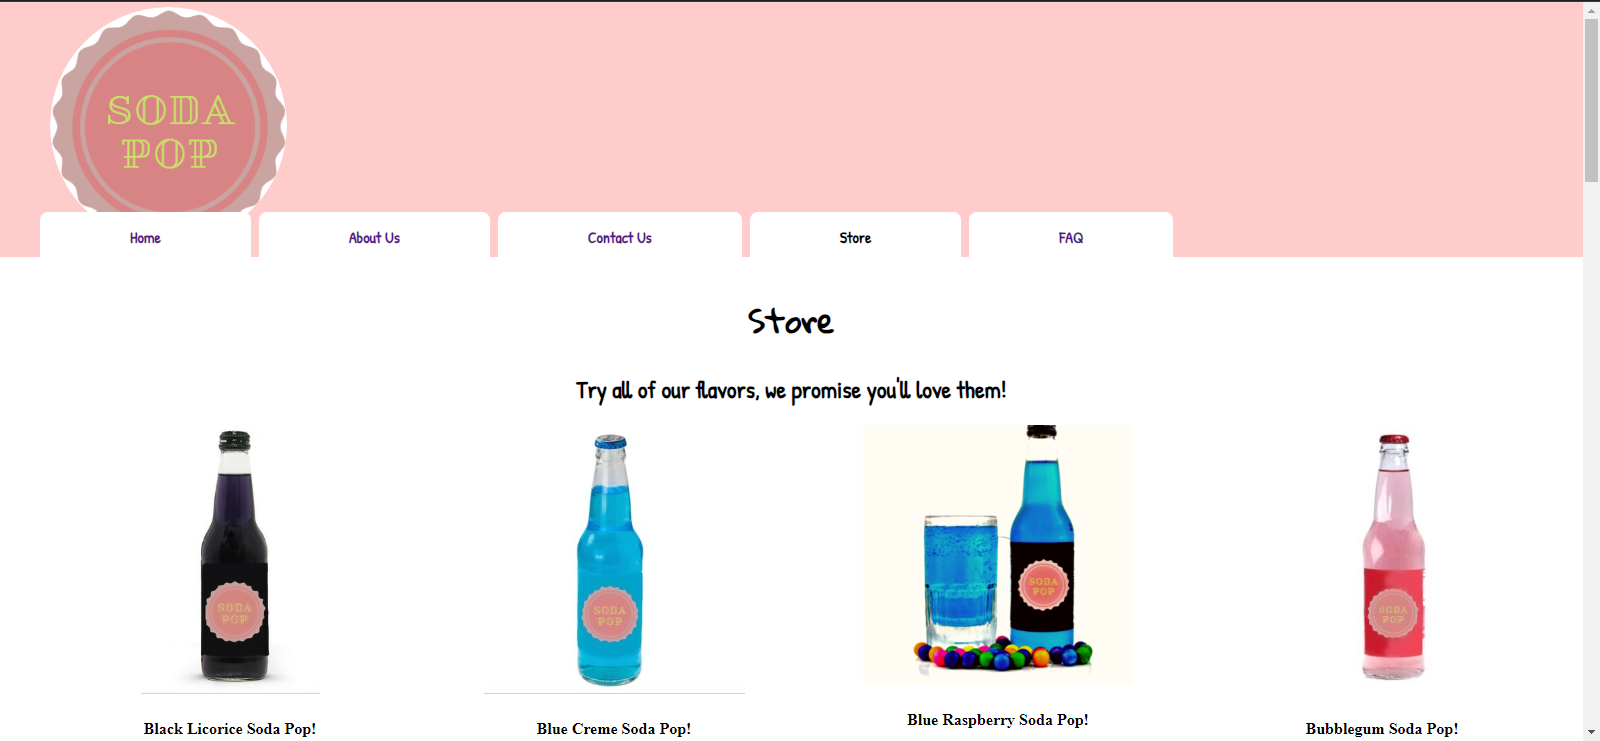 SODA
POP
Home About Us Contact Us Store FAQ
Store
Try all of our flavors, we promise you'll love them!
SODA
POP
SODA
POP
SODA
POP
SODA
POP
Black Licorice Soda Pop! Blue Creme Soda Pop! Blue Raspberry Soda Pop! Bubblegum Soda Pop!